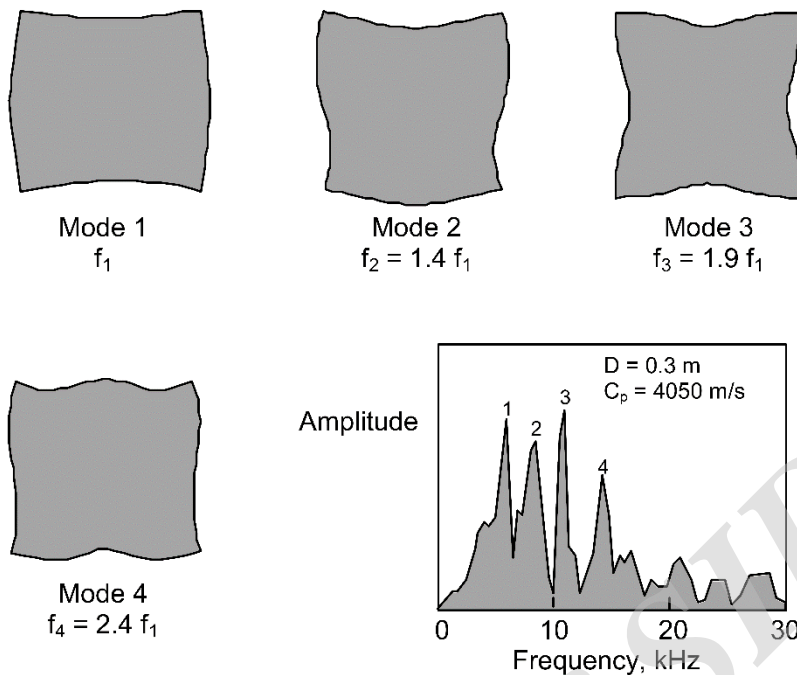 Mode 1
f₁
Mode 2
f₂ = 1.4 f₁
Mode 3
f₃ = 1.9 f₁
Mode 4
f₄ = 2.4 f₁
Amplitude
D = 0.3 m
Cₚ = 4050 m/s
1
2
3
4
0 10 20 30
Frequency, kHz